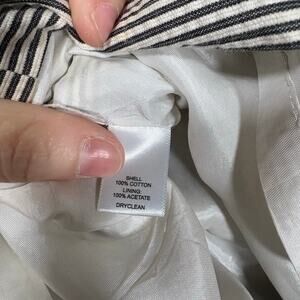 SHELL
100% COTTON
LINING:
100% ACETATE
DRYCLEAN